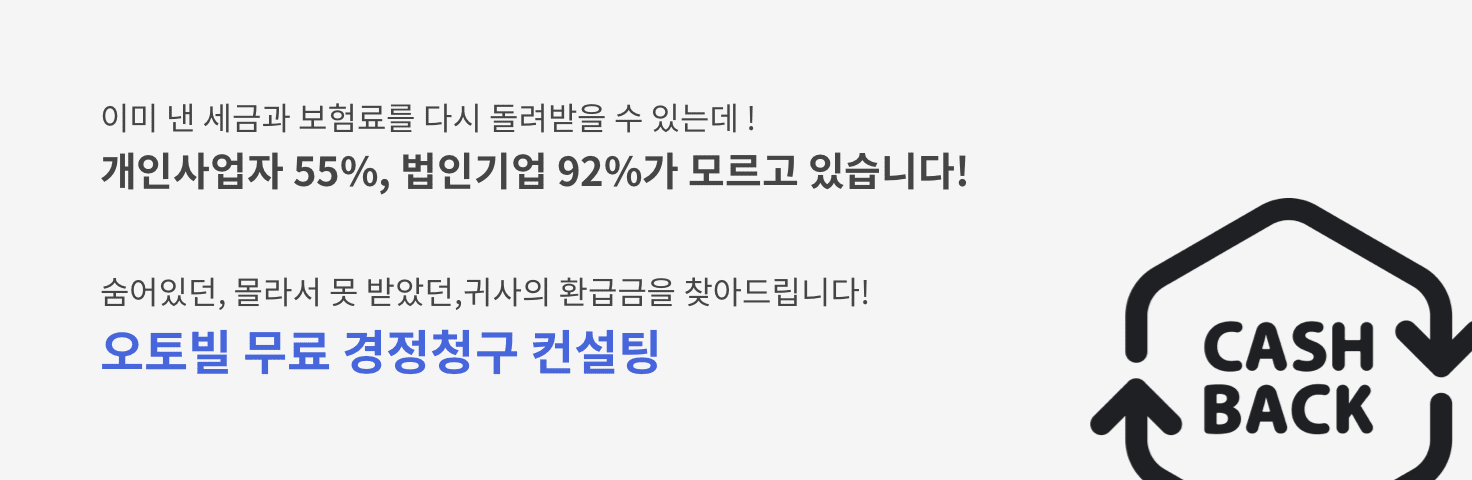 이미 낸 세금과 보험료를 다시 돌려받을 수 있는데 !
개인사업자 55%, 법인기업 92%가 모르고 있습니다!
숨어있던, 몰라서 못 받았던,귀사의 환급금을 찾아드립니다!
오토빌 무료 경정청구 컨설팅
CASH
BACK